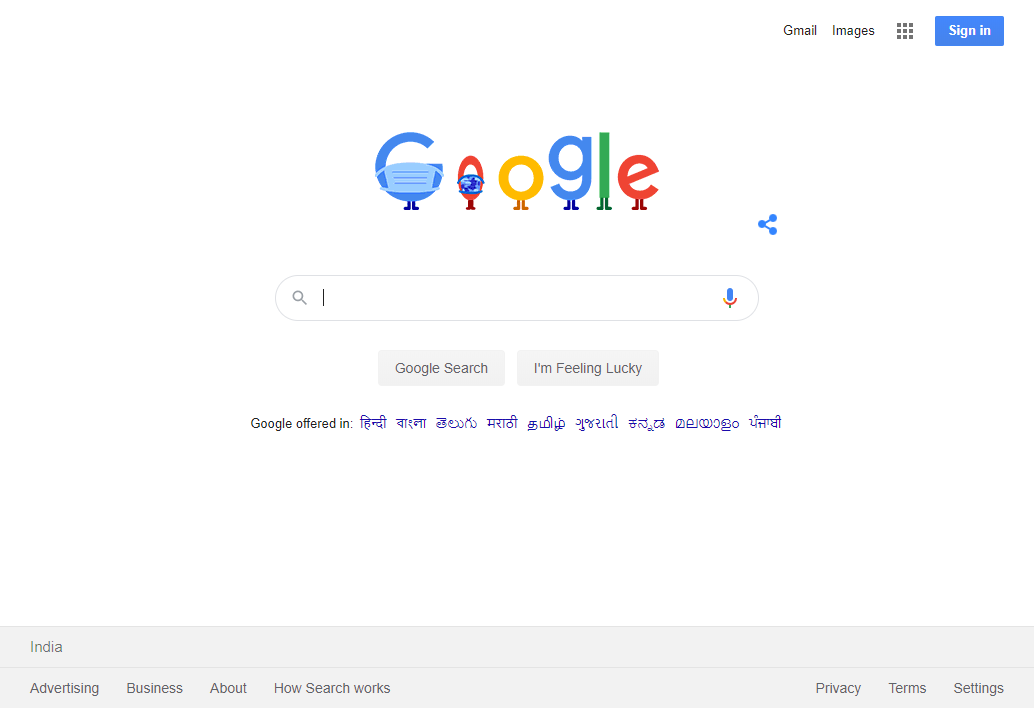 Gmail Images Sign in
Google
Google Search I'm Feeling Lucky
Google offered in: हिन्दी বাংলা తెలుగు मराठी தமிழ் ગુજરાતી ಕನ್ನಡ മലയാളം ਪੰਜਾਬੀ
India
Advertising Business About How Search works Privacy Terms Settings